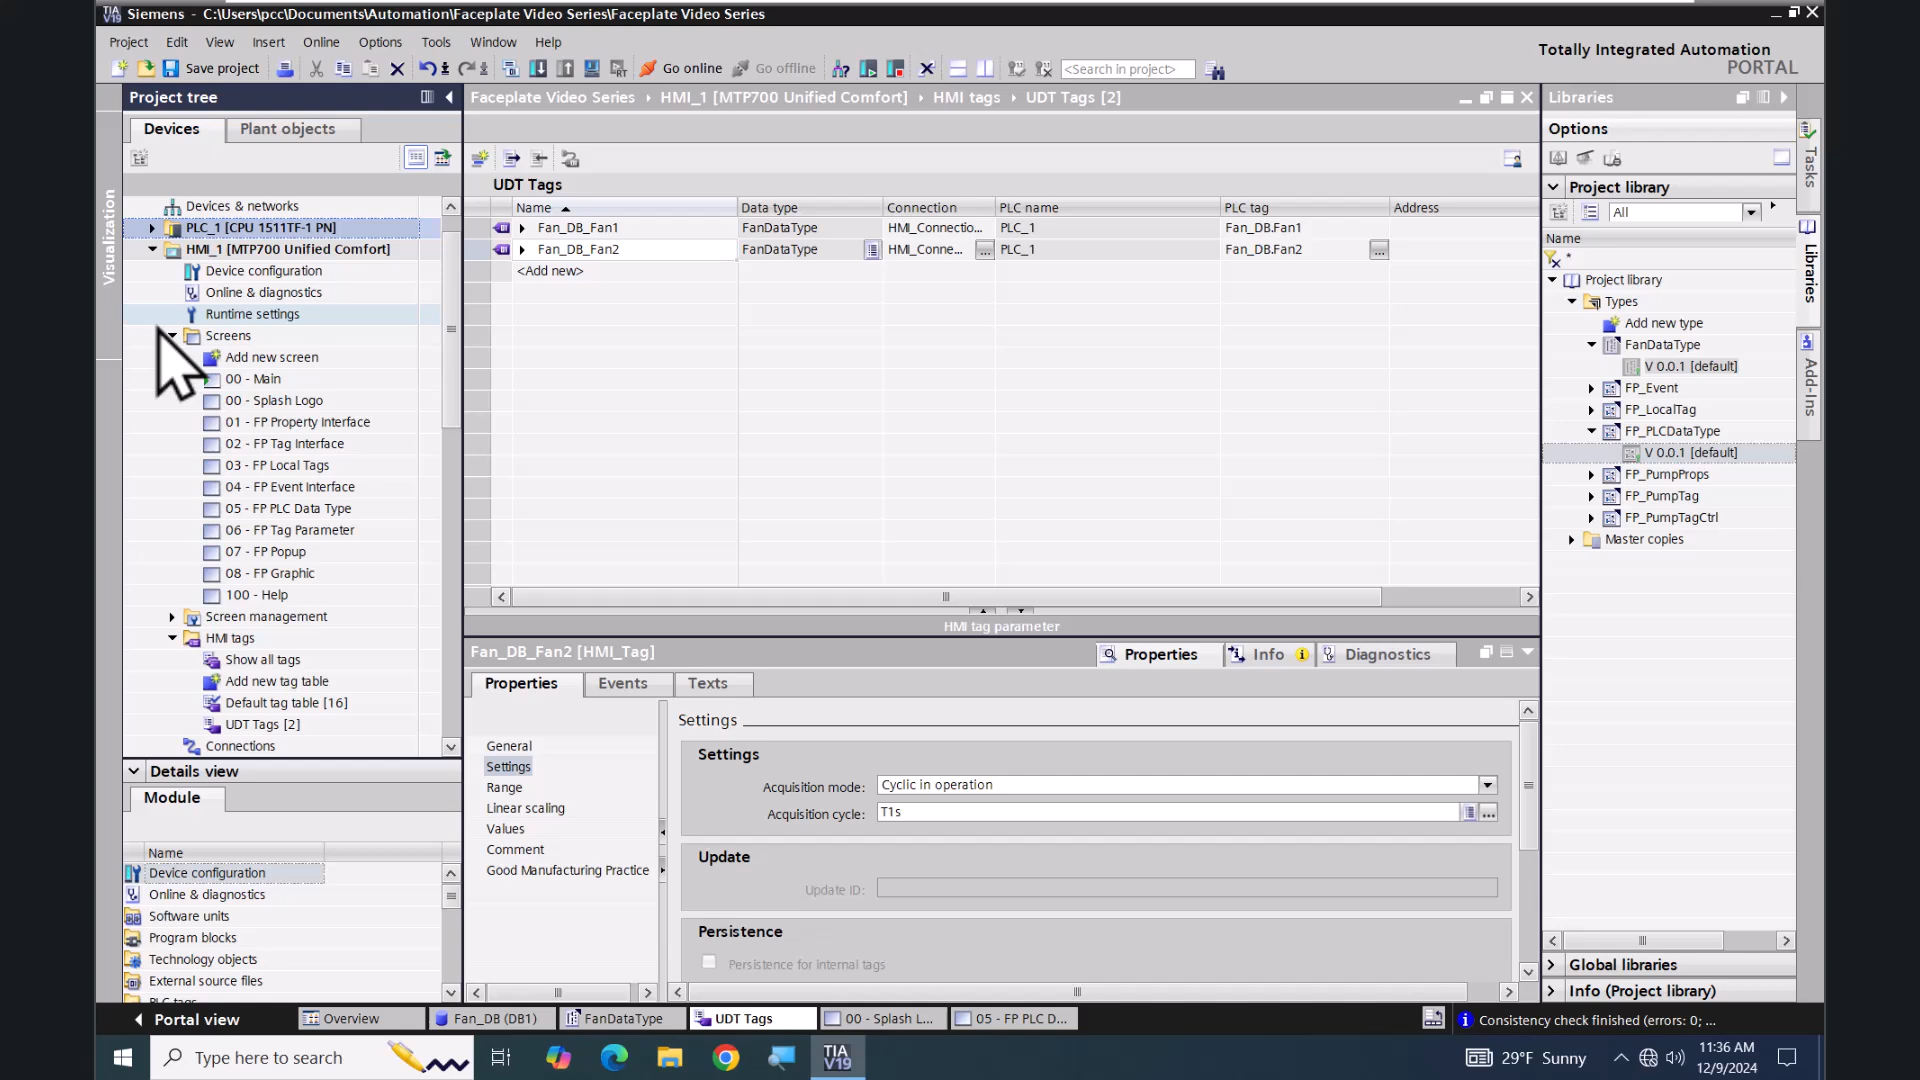 TIA V19 Siemens - C:\Users\pcc\Documents\Automation\Faceplate Video Series\Faceplate Video Series
Project Edit View Insert Online Options Tools Window Help
Totally Integrated Automation
PORTAL
Save project Go online Go offline <Search in project>
Project tree
Faceplate Video Series HMI_1 [MTP700 Unified Comfort] HMI tags UDT Tags [2]
Libraries
Devices Plant objects
Options
Visualization
UDT Tags
Name Data type Connection PLC name PLC tag Address
Fan_DB_Fan1 FanDataType HMI_Connectio... PLC_1 Fan_DB.Fan1
Fan_DB_Fan2 FanDataType HMI_Conne... ... PLC_1 Fan_DB.Fan2 ...
<Add new>
Devices & networks
PLC_1 [CPU 1511TF-1 PN]
HMI_1 [MTP700 Unified Comfort]
Device configuration
Online & diagnostics
Runtime settings
Screens
Add new screen
00 - Main
00 - Splash Logo
01 - FP Property Interface
02 - FP Tag Interface
03 - FP Local Tags
04 - FP Event Interface
05 - FP PLC Data Type
06 - FP Tag Parameter
07 - FP Popup
08 - FP Graphic
100 - Help
Screen management
HMI tags
Show all tags
Add new tag table
Default tag table [16]
UDT Tags [2]
Connections
Details view
Module
Name
Device configuration
Online & diagnostics
Software units
Program blocks
Technology objects
External source files
PLC tags
HMI tag parameter
Fan_DB_Fan2 [HMI_Tag]
Properties Info Diagnostics
Properties Events Texts
General
Settings
Range
Linear scaling
Values
Comment
Good Manufacturing Practice
Settings
Settings
Acquisition mode: Cyclic in operation
Acquisition cycle: T1s ...
Update
Update ID:
Persistence
Persistence for internal tags
Project library
All
Name
*
Project library
Types
Add new type
FanDataType
V 0.0.1 [default]
FP_Event
FP_LocalTag
FP_PLCDataType
V 0.0.1 [default]
FP_PumpProps
FP_PumpTag
FP_PumpTagCtrl
Master copies
Global libraries
Info (Project library)
Tasks
Libraries
Add-Ins
Portal view Overview Fan_DB (DB1) FanDataType UDT Tags 00 - Splash L... 05 - FP PLC D... Consistency check finished (errors: 0; ...
Type here to search TIA V19 29°F Sunny 11:36 AM
12/9/2024